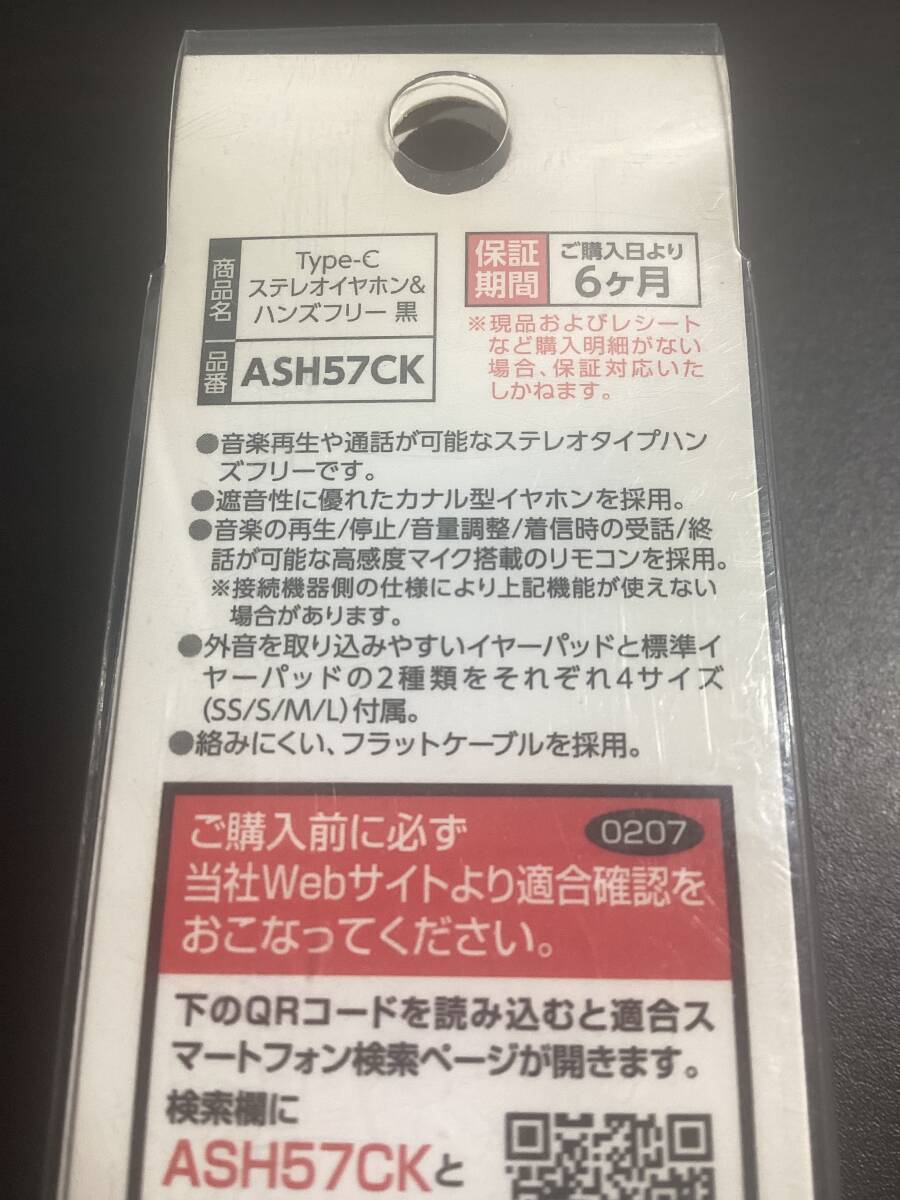 商品名
Type-C
ステレオイヤホン&
ハンズフリー 黒
品番
ASH57CK
保証
期間
ご購入日より
6ヶ月
※現品およびレシート
など購入明細がない
場合、保証対応いた
しかねます。
●音楽再生や通話が可能なステレオタイプハン
ズフリーです。
●遮音性に優れたカナル型イヤホンを採用。
●音楽の再生/停止/音量調整/着信時の受話/終
話が可能な高感度マイク搭載のリモコンを採用。
※接続機器側の仕様により上記機能が使えない
場合があります。
●外音を取り込みやすいイヤーパッドと標準イ
ヤーパッドの2種類をそれぞれ4サイズ
(SS/S/M/L)付属。
●絡みにくい、フラットケーブルを採用。
ご購入前に必ず
0207
当社Webサイトより適合確認を
おこなってください。
下のQRコードを読み込むと適合ス
マートフォン検索ページが開きます。
検索欄に
ASH57CKと